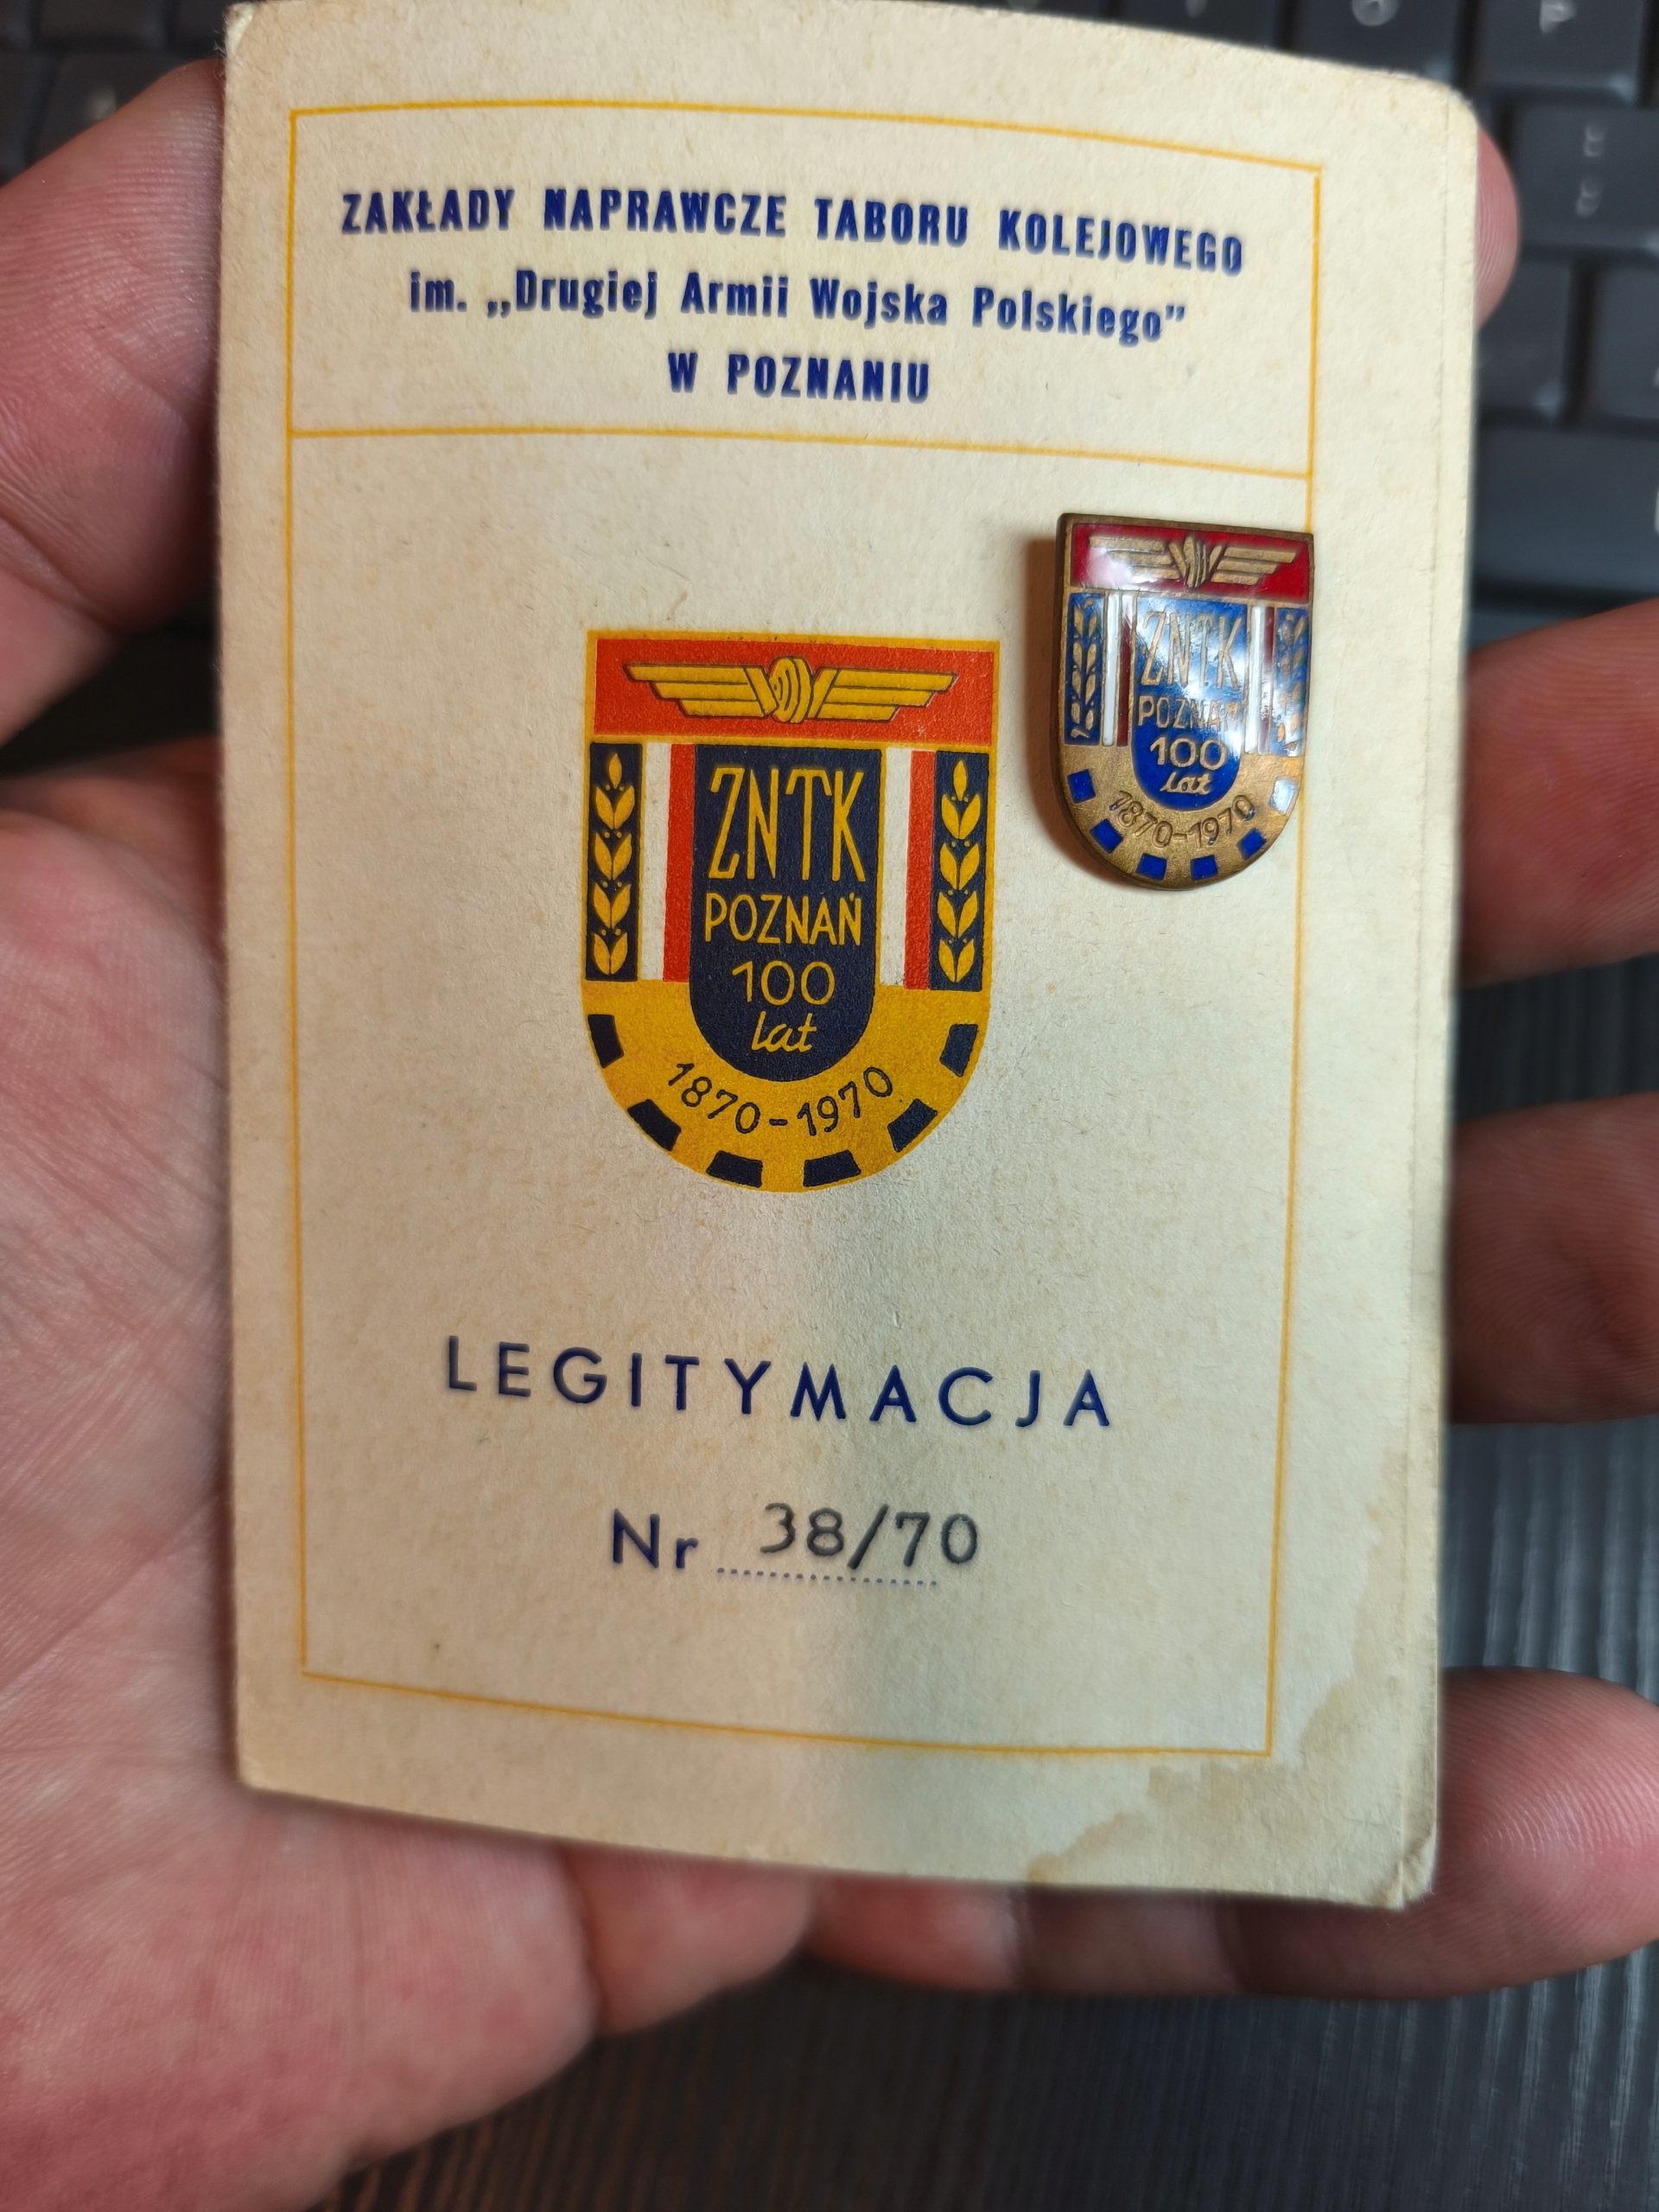 ZAKŁADY NAPRAWCZE TABORU KOLEJOWEGO
im. „Drugiej Armii Wojska Polskiego”
W POZNANIU
ZNTK
POZNAŃ
100
lat
1870-1970
ZNTK
POZNAŃ
100
lat
1870-1970
LEGITYMACJA
Nr 38/70